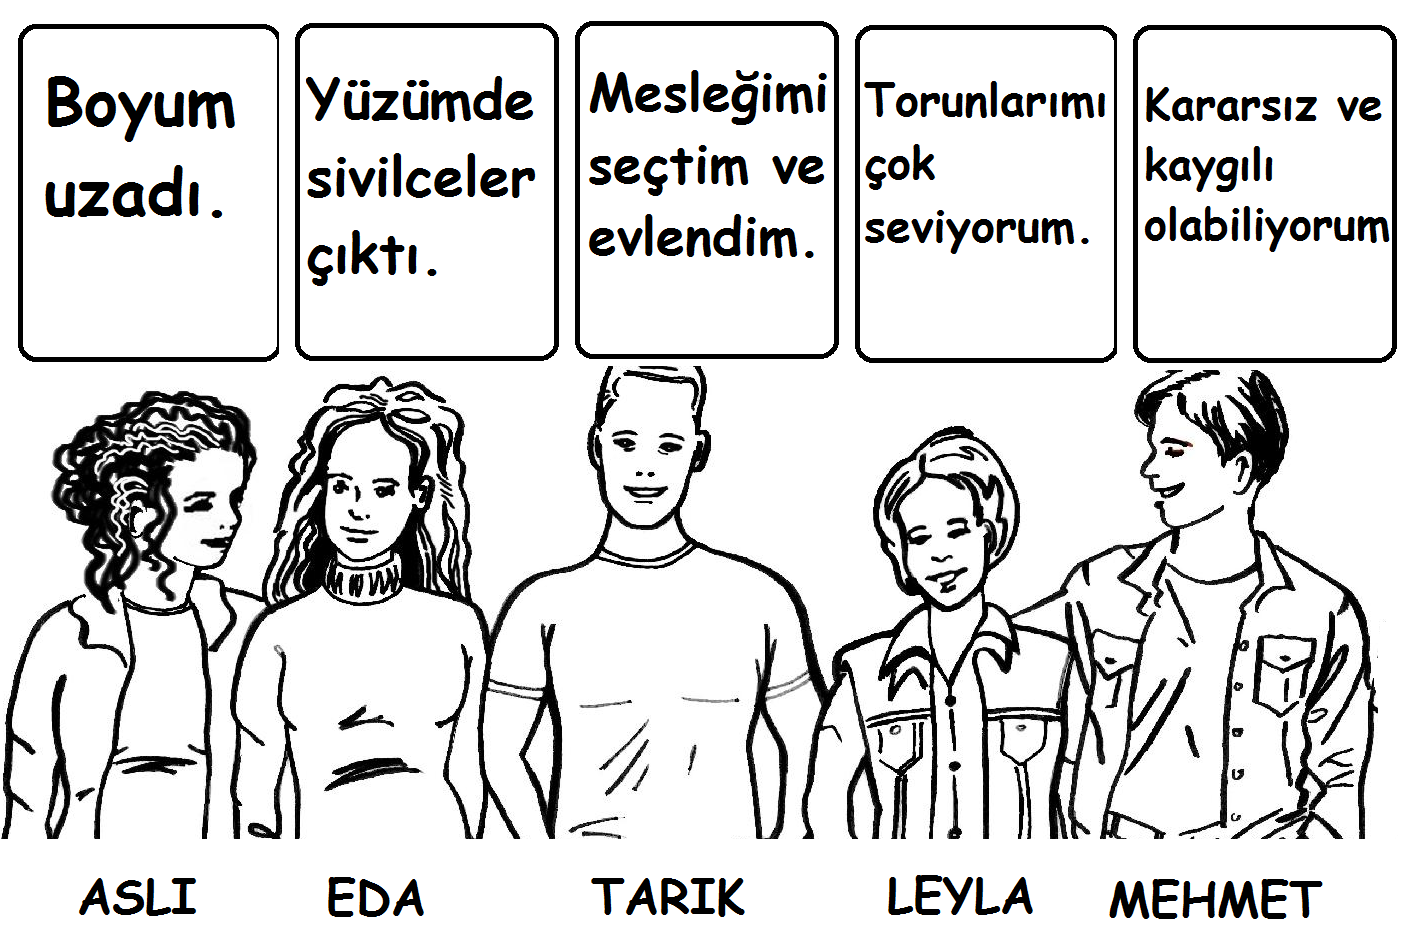 Boyum
uzadı.
Yüzümde
sivilceler
çıktı.
Mesleğimi
seçtim ve
evlendim.
Torunlarımı
çok
seviyorum.
Kararsız ve
kaygılı
olabiliyorum
ASLI
EDA
TARIK
LEYLA
MEHMET